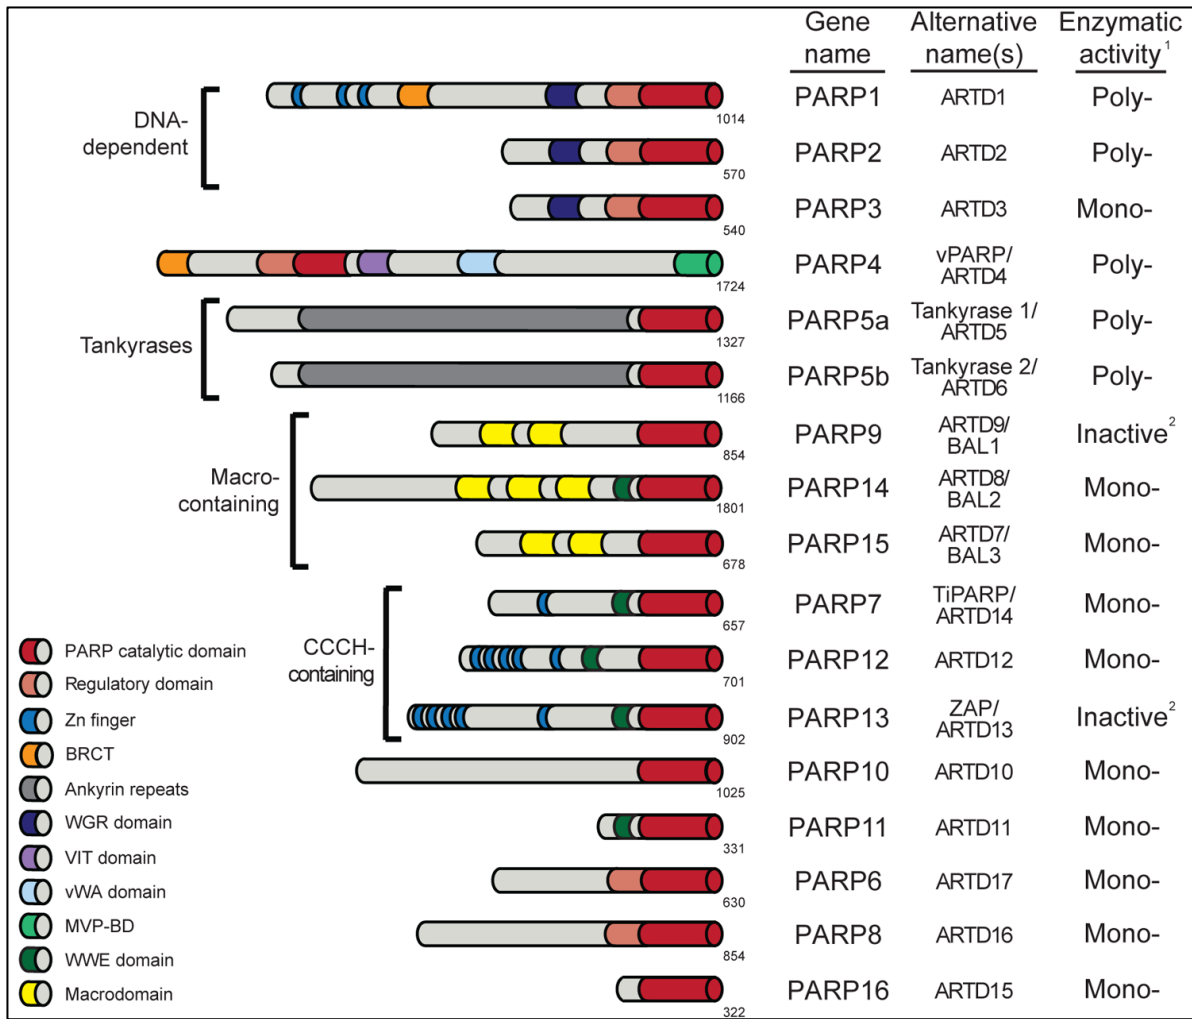 Gene
name
Alternative
name(s)
Enzymatic
activity1
DNA-
dependent
1014
PARP1
ARTD1
Poly-
570
PARP2
ARTD2
Poly-
540
PARP3
ARTD3
Mono-
1724
PARP4
vPARP/
ARTD4
Poly-
Tankyrases
1327
PARP5a
Tankyrase 1/
ARTD5
Poly-
1166
PARP5b
Tankyrase 2/
ARTD6
Poly-
Macro-
containing
854
PARP9
ARTD9/
BAL1
Inactive2
1801
PARP14
ARTD8/
BAL2
Mono-
678
PARP15
ARTD7/
BAL3
Mono-
CCCH-
containing
657
PARP7
TiPARP/
ARTD14
Mono-
701
PARP12
ARTD12
Mono-
902
PARP13
ZAP/
ARTD13
Inactive2
1025
PARP10
ARTD10
Mono-
331
PARP11
ARTD11
Mono-
630
PARP6
ARTD17
Mono-
854
PARP8
ARTD16
Mono-
322
PARP16
ARTD15
Mono-
PARP catalytic domain
Regulatory domain
Zn finger
BRCT
Ankyrin repeats
WGR domain
VIT domain
vWA domain
MVP-BD
WWE domain
Macrodomain